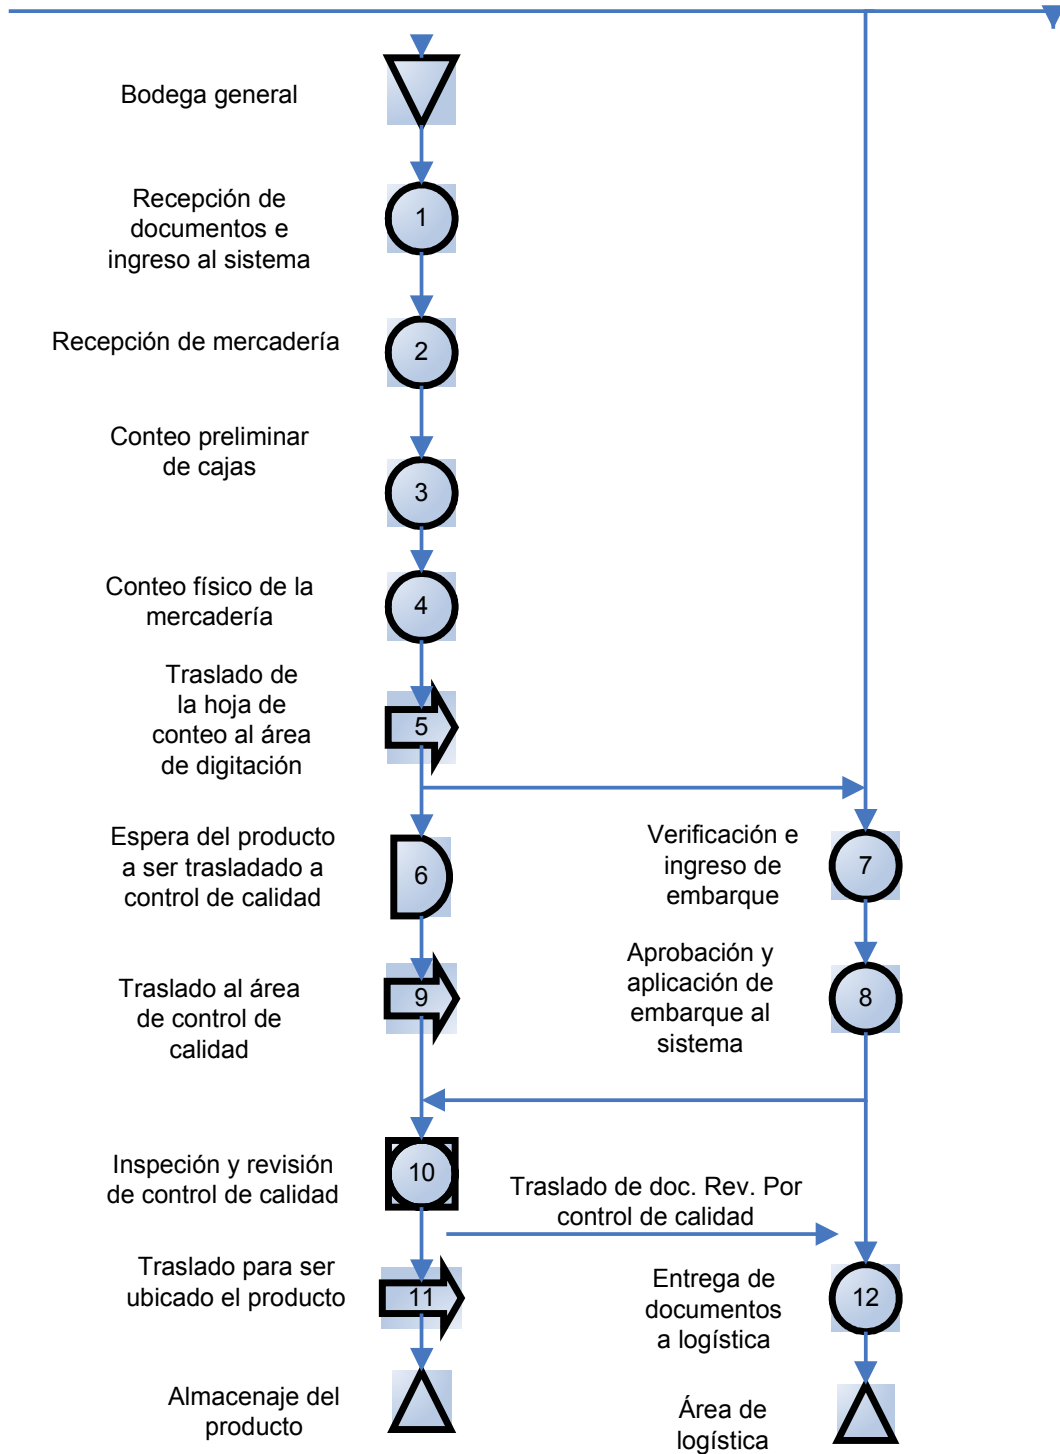 Bodega general
Recepción de
documentos e
ingreso al sistema
1
Recepción de mercadería
2
Conteo preliminar
de cajas
3
Conteo físico de la
mercadería
4
Traslado de
la hoja de
conteo al área
de digitación
5
Espera del producto
a ser trasladado a
control de calidad
6
Verificación e
ingreso de
embarque
7
Traslado al área
de control de
calidad
9
Aprobación y
aplicación de
embarque al
sistema
8
Inspeción y revisión
de control de calidad
10
Traslado de doc. Rev. Por
control de calidad
Traslado para ser
ubicado el producto
11
Entrega de
documentos
a logística
12
Almacenaje del
producto
Área de
logística